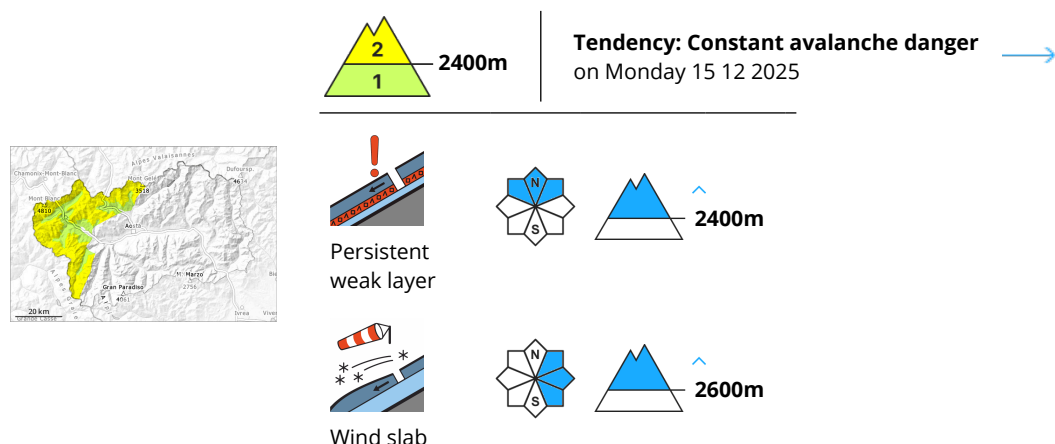 2
1
2400m
Tendency: Constant avalanche danger
on Monday 15 12 2025
Alpes Valaisannes
Chamonix-Mont-Blanc
Mont Gelé
3518
Dufoursp.
Mont Blanc
4810
Aosta
M. Marzo
2756
Gran Paradiso
4061
Ivrea
20 km
N
S
2400m
Persistent
weak layer
N
S
2600m
Wind slab